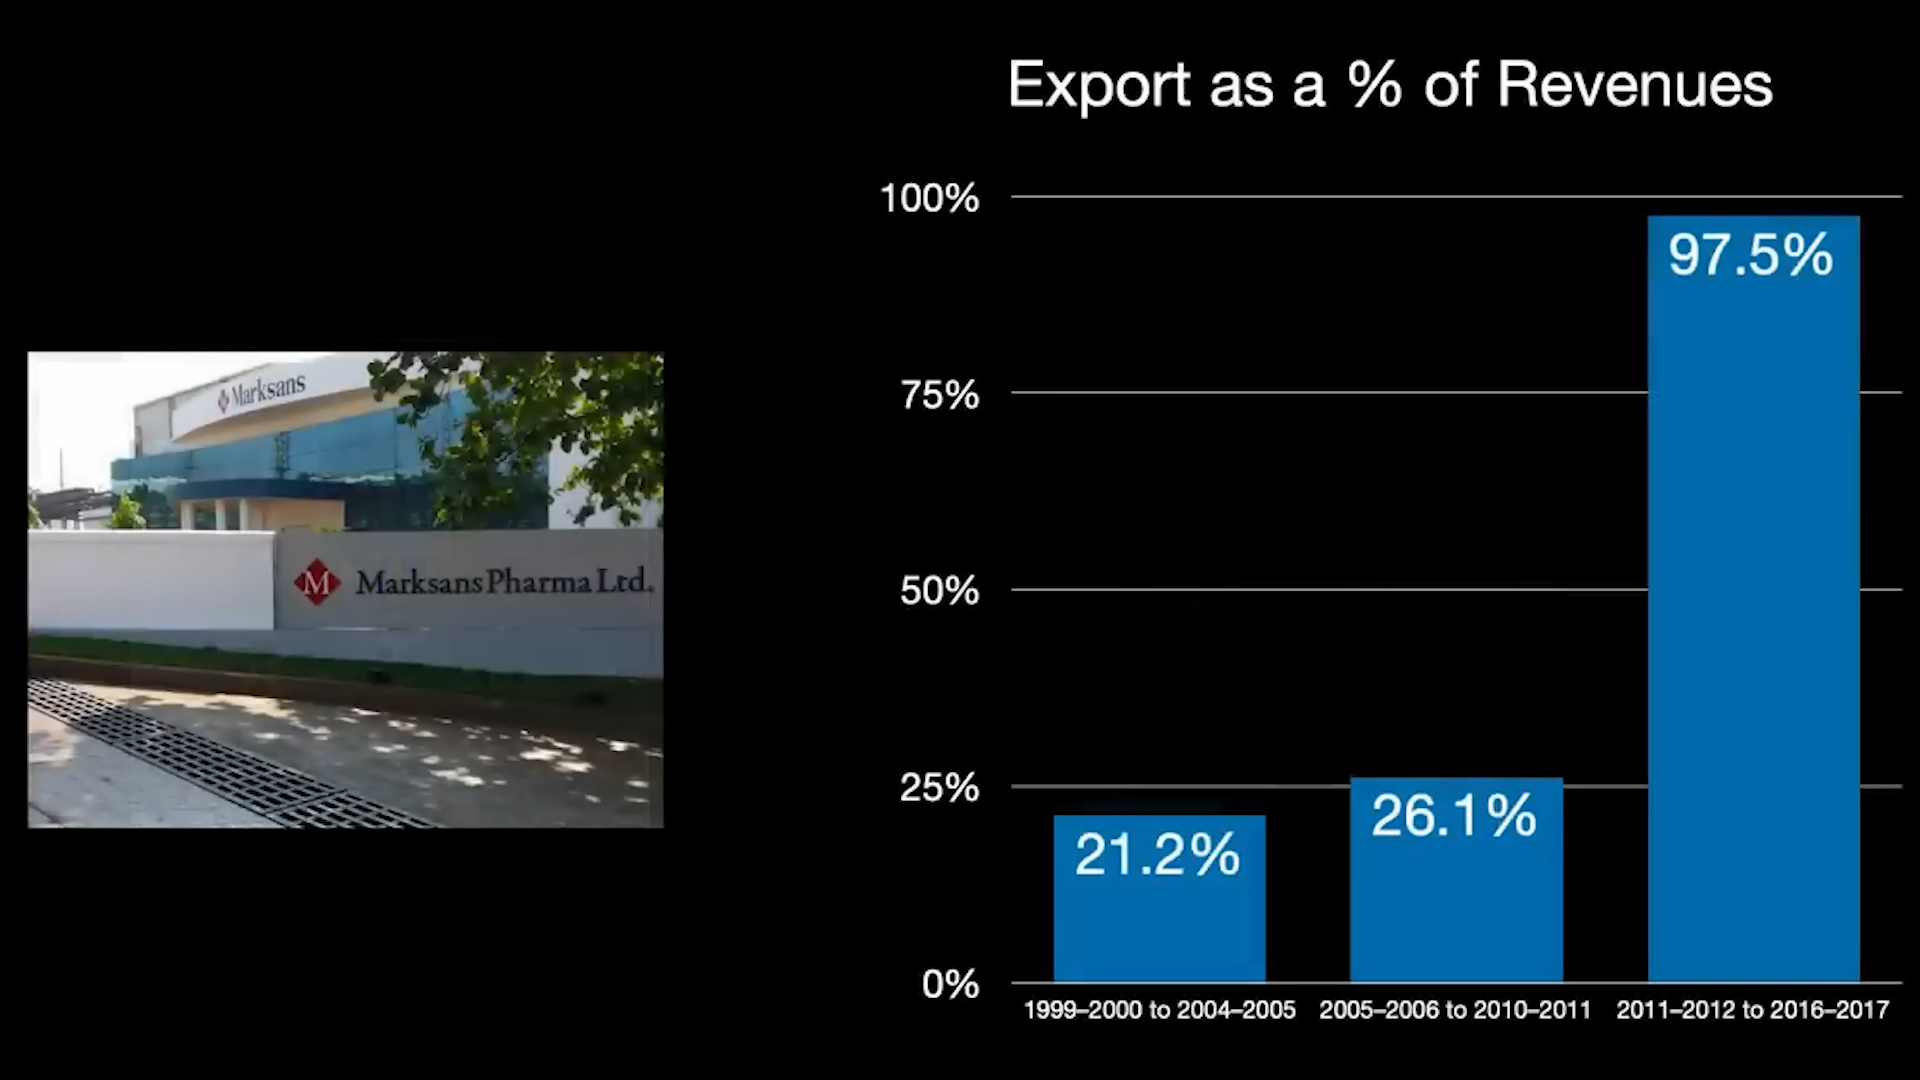 Export as a % of Revenues
100%
97.5%
75%
50%
25%
26.1%
21.2%
0%
1999–2000 to 2004–2005
2005–2006 to 2010–2011
2011–2012 to 2016–2017
Marksans
M Marksans Pharma Ltd.